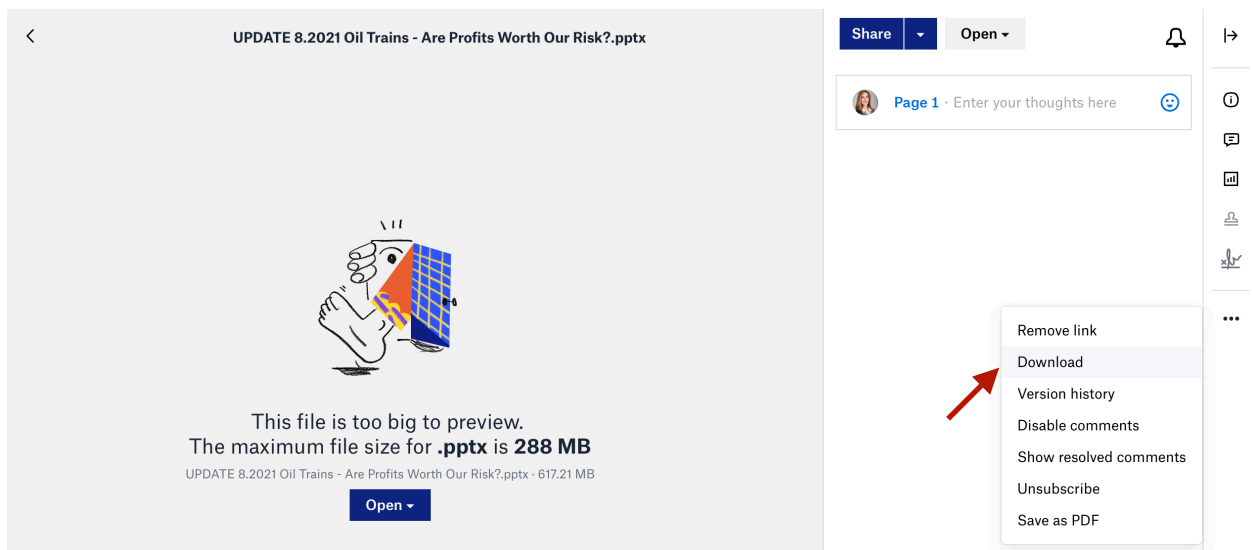 UPDATE 8.2021 Oil Trains - Are Profits Worth Our Risk?.pptx
This file is too big to preview.
The maximum file size for .pptx is 288 MB
UPDATE 8.2021 Oil Trains - Are Profits Worth Our Risk?.pptx · 617.21 MB
Open
Share
Open
Page 1 · Enter your thoughts here
Remove link
Download
Version history
Disable comments
Show resolved comments
Unsubscribe
Save as PDF